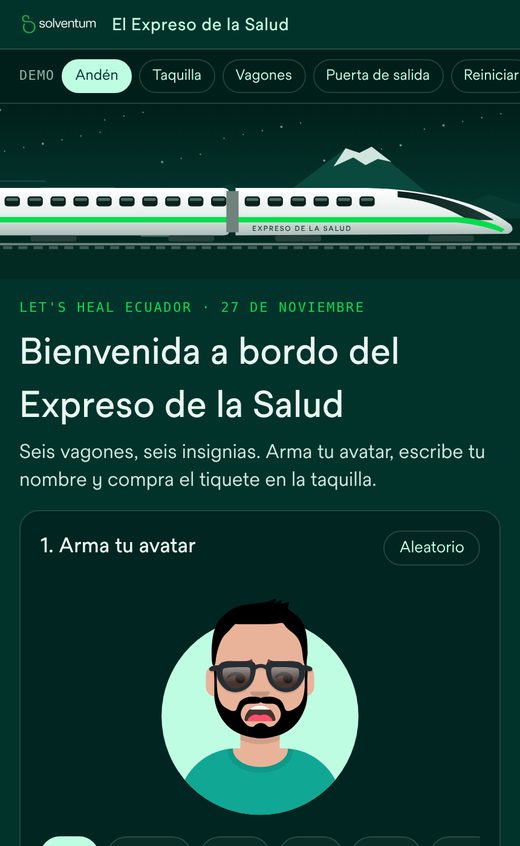 solventum El Expreso de la Salud
DEMO Andén Taquilla Vagones Puerta de salida Reiniciar
EXPRESO DE LA SALUD
LET'S HEAL ECUADOR · 27 DE NOVIEMBRE
Bienvenida a bordo del
Expreso de la Salud
Seis vagones, seis insignias. Arma tu avatar, escribe tu
nombre y compra el tiquete en la taquilla.
1. Arma tu avatar Aleatorio